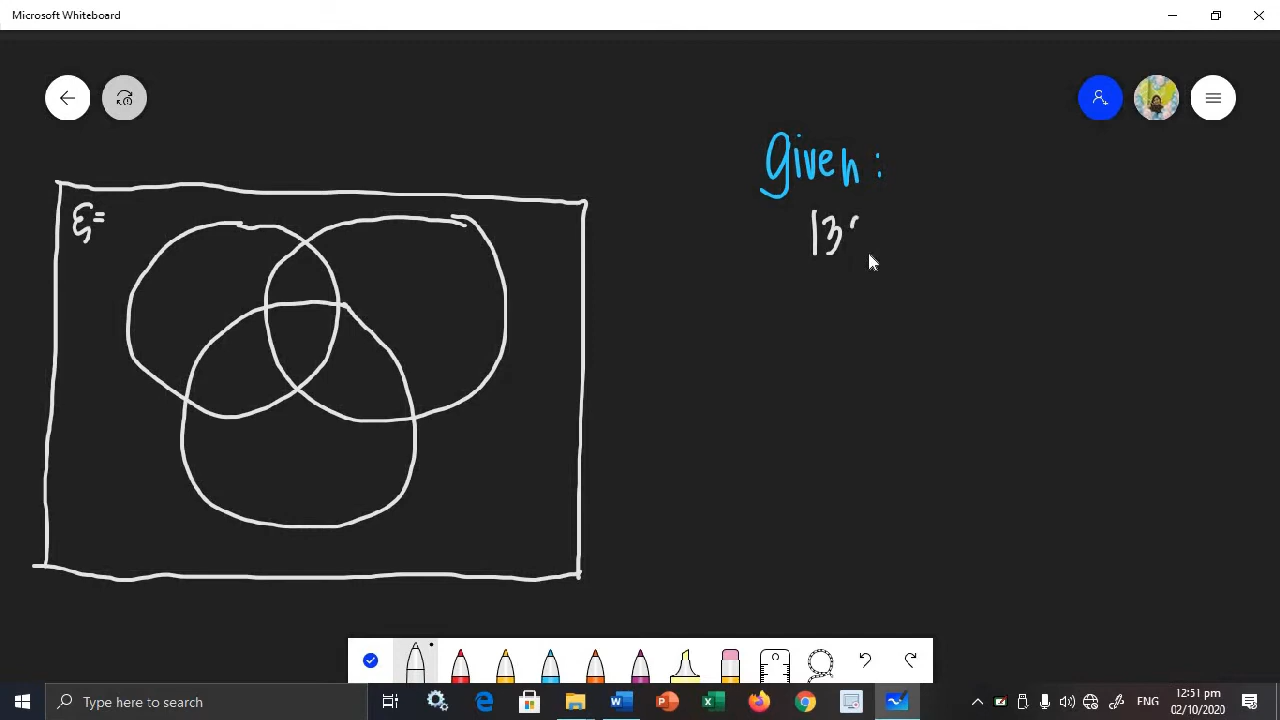 Microsoft Whiteboard
Given:
ξ=
13
Type here to search
ENG
12:51 pm
02/10/2020